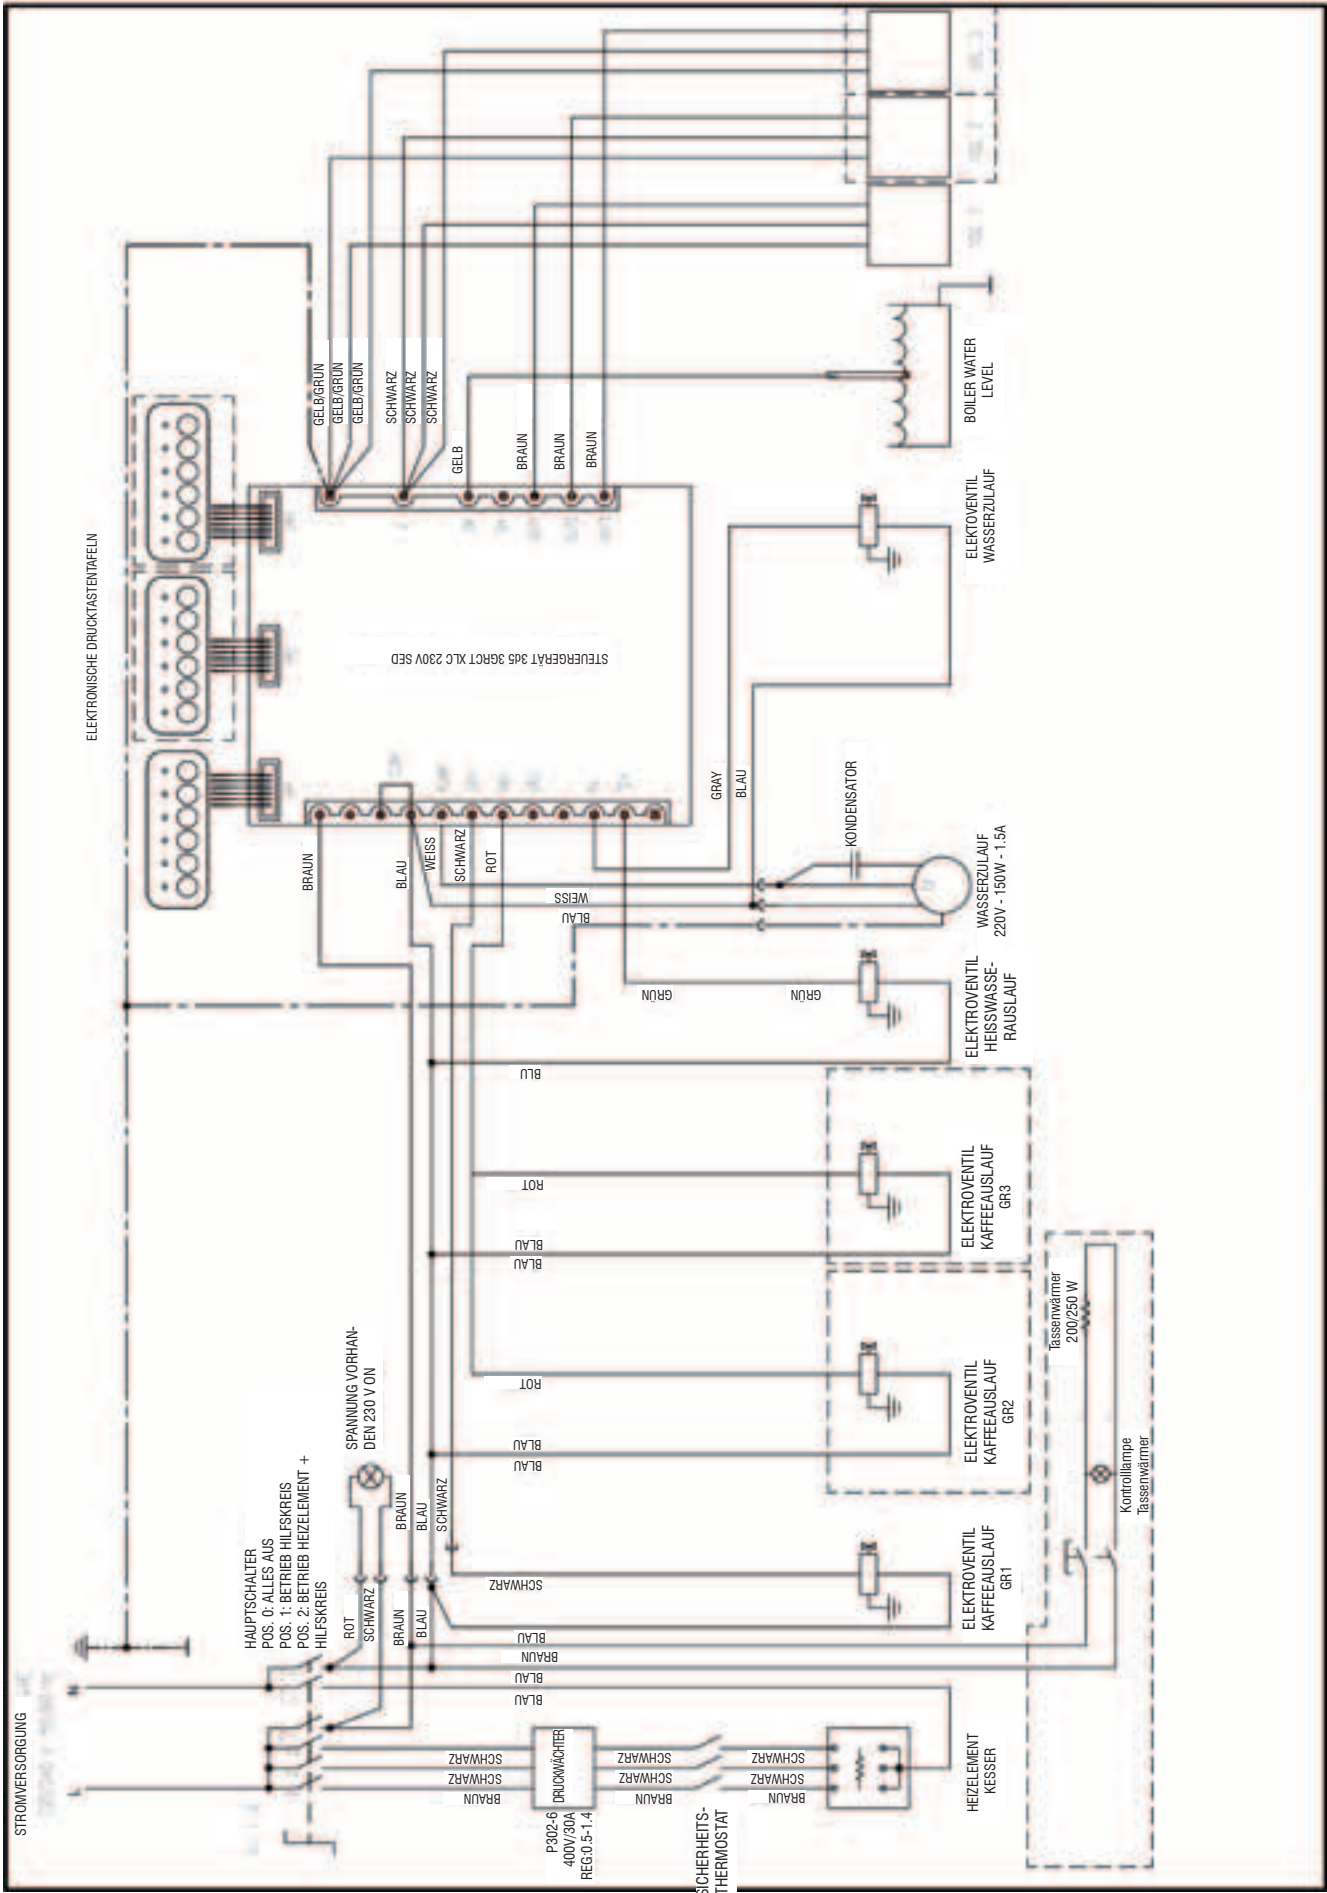 STROMVERSORGUNG
L
N
HAUPTSCHALTER
POS. 0: ALLES AUS
POS. 1: BETRIEB HILFSKREIS
POS. 2: BETRIEB HEIZELEMENT +
HILFSKREIS
SPANNUNG VORHAN-
DEN 230 V ON
ROT
SCHWARZ
BRAUN
BLAU
BRAUN
BLAU
SCHWARZ
ELEKTRONISCHE DRUCKTASTENTAFELN
STEUERGERÄT 3d5 3GRCT XLC 230V SED
BRAUN
BLAU
WEISS
SCHWARZ
ROT
GELB/GRÜN
GELB/GRÜN
GELB/GRÜN
SCHWARZ
SCHWARZ
SCHWARZ
GELB
BRAUN
BRAUN
BRAUN
BRAUN
SCHWARZ
SCHWARZ
P302-6
400V/30A
REG:0.5-1.4
DRUCKWÄCHTER
BRAUN
SCHWARZ
SCHWARZ
SICHERHEITS-
THERMOSTAT
BRAUN
SCHWARZ
SCHWARZ
BLAU
BLAU
BRAUN
BLAU
SCHWARZ
BLAU
BLAU
ROT
BLAU
BLAU
ROT
BLU
GRÜN
GRÜN
BLAU
WEISS
GRAY
BLAU
KONDENSATOR
HEIZELEMENT
KESSER
ELEKTROVENTIL
KAFFEEAUSLAUF
GR1
ELEKTROVENTIL
KAFFEEAUSLAUF
GR2
ELEKTROVENTIL
KAFFEEAUSLAUF
GR3
ELEKTROVENTIL
HEISSWASSE-
RAUSLAUF
WASSERZULAUF
220V - 150W - 1.5A
ELEKTOVENTIL
WASSERZULAUF
BOILER WATER
LEVEL
Kontrolllampe
Tassenwärmer
Tassenwärmer
200/250 W